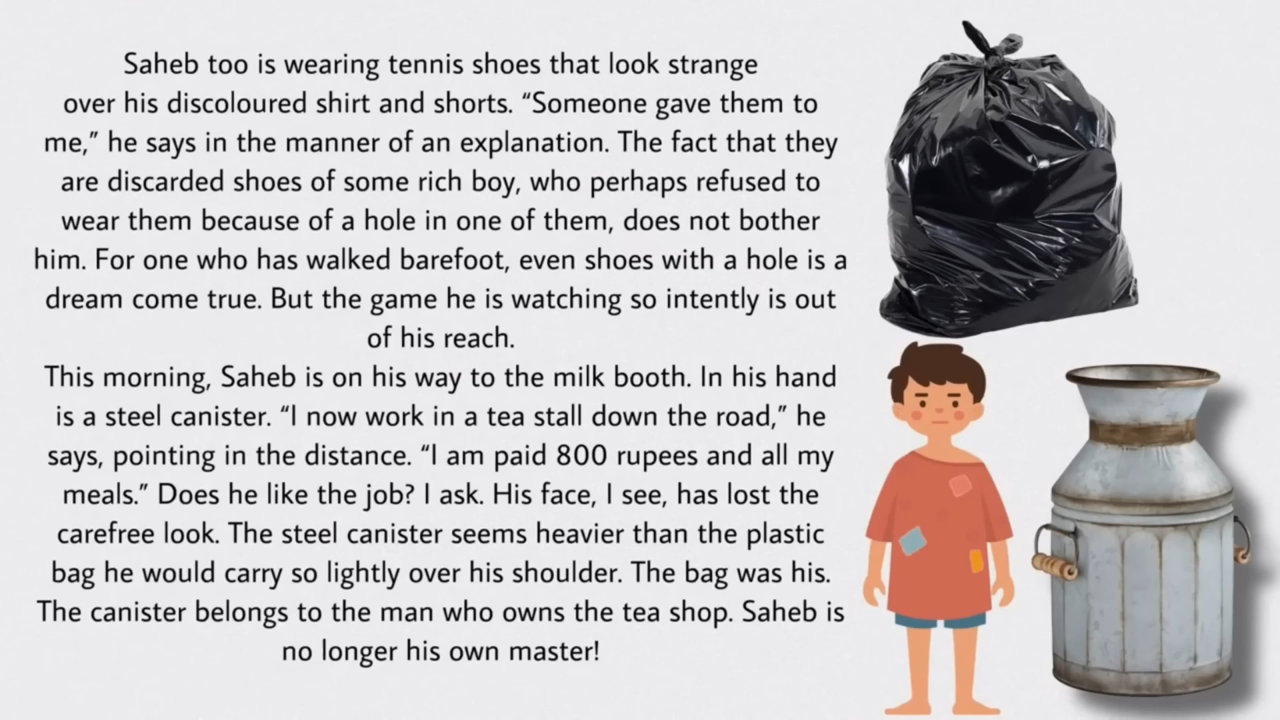 Saheb too is wearing tennis shoes that look strange
over his discoloured shirt and shorts. “Someone gave them to
me,” he says in the manner of an explanation. The fact that they
are discarded shoes of some rich boy, who perhaps refused to
wear them because of a hole in one of them, does not bother
him. For one who has walked barefoot, even shoes with a hole is a
dream come true. But the game he is watching so intently is out
of his reach.
This morning, Saheb is on his way to the milk booth. In his hand
is a steel canister. “I now work in a tea stall down the road,” he
says, pointing in the distance. “I am paid 800 rupees and all my
meals.” Does he like the job? I ask. His face, I see, has lost the
carefree look. The steel canister seems heavier than the plastic
bag he would carry so lightly over his shoulder. The bag was his.
The canister belongs to the man who owns the tea shop. Saheb is
no longer his own master!